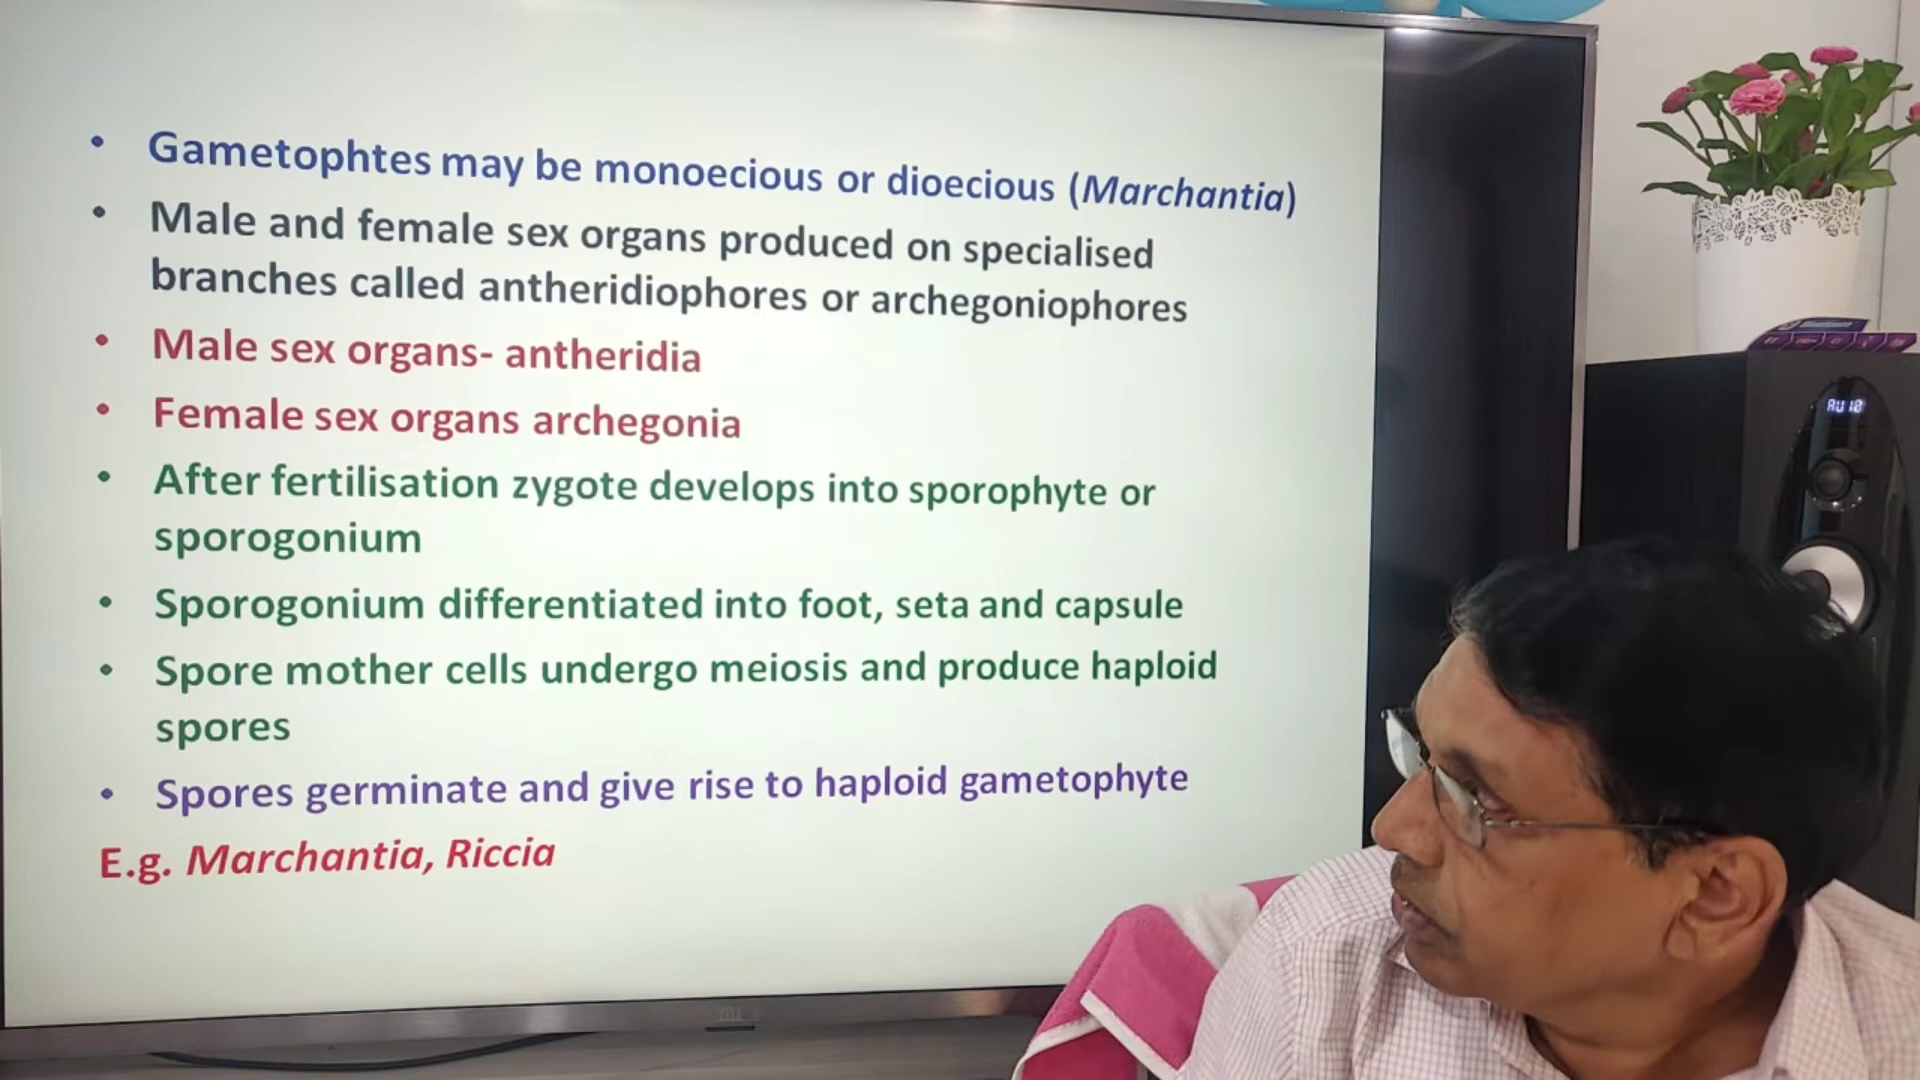 • Gametophtes may be monoecious or dioecious (Marchantia)
• Male and female sex organs produced on specialised
branches called antheridiophores or archegoniophores
• Male sex organs- antheridia
• Female sex organs archegonia
• After fertilisation zygote develops into sporophyte or
sporogonium
• Sporogonium differentiated into foot, seta and capsule
• Spore mother cells undergo meiosis and produce haploid
spores
• Spores germinate and give rise to haploid gametophyte
E.g. Marchantia, Riccia